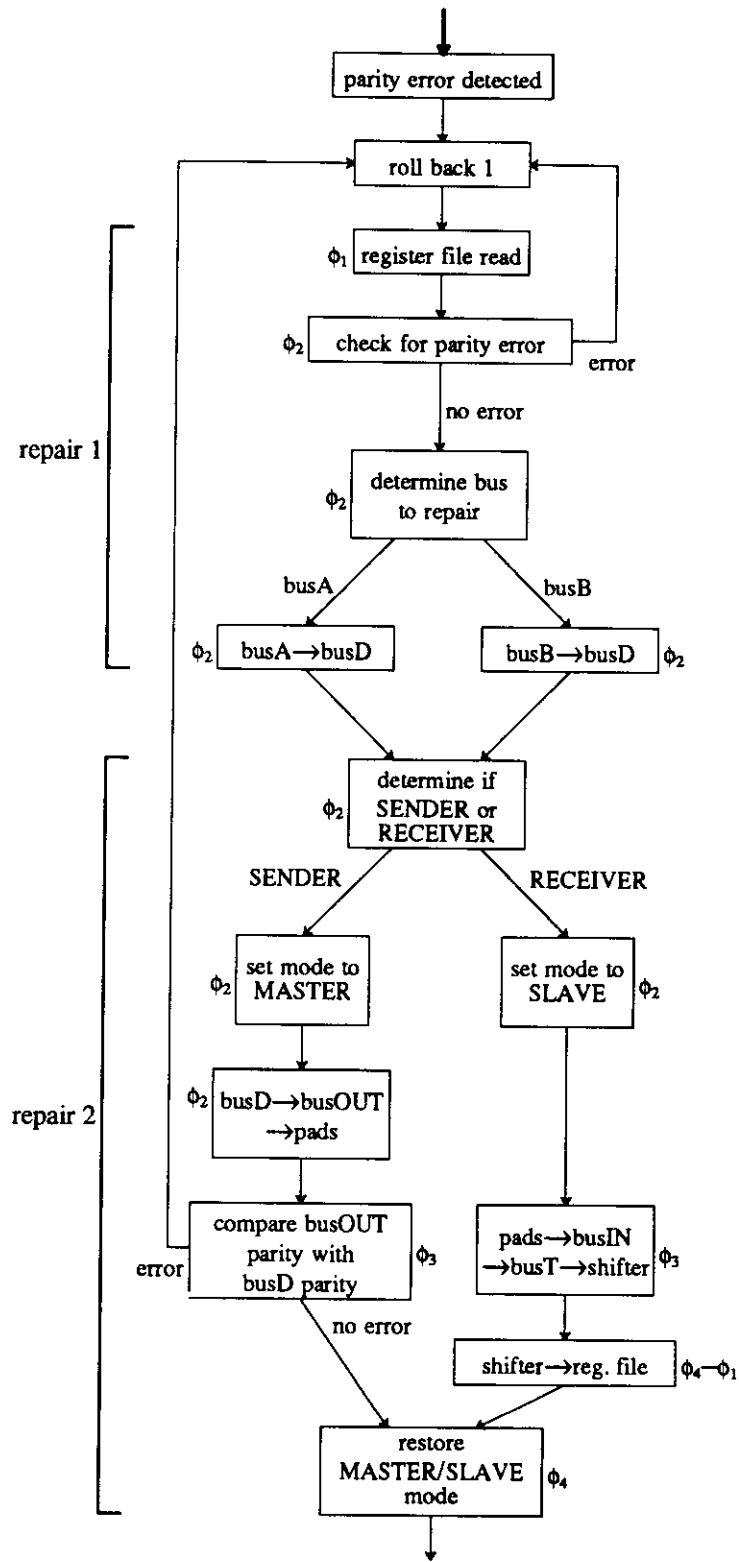 parity error detected
roll back 1
ϕ₁ register file read
ϕ₂ check for parity error
error
no error
repair 1
ϕ₂ determine bus
to repair
busA
busB
ϕ₂ busA→busD
busB→busD ϕ₂
ϕ₂ determine if
SENDER or
RECEIVER
SENDER
RECEIVER
ϕ₂ set mode to
MASTER
set mode to
SLAVE ϕ₂
repair 2
ϕ₂ busD→busOUT
→pads
compare busOUT
parity with
busD parity
ϕ₃
error
pads→busIN
→busT→shifter
ϕ₃
no error
shifter→reg. file ϕ₄−ϕ₁
restore
MASTER/SLAVE
mode
ϕ₄